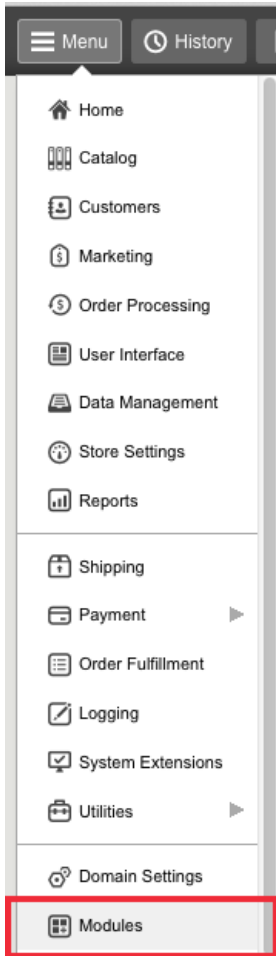 Menu History
Home
Catalog
Customers
Marketing
Order Processing
User Interface
Data Management
Store Settings
Reports
Shipping
Payment
Order Fulfillment
Logging
System Extensions
Utilities
Domain Settings
Modules